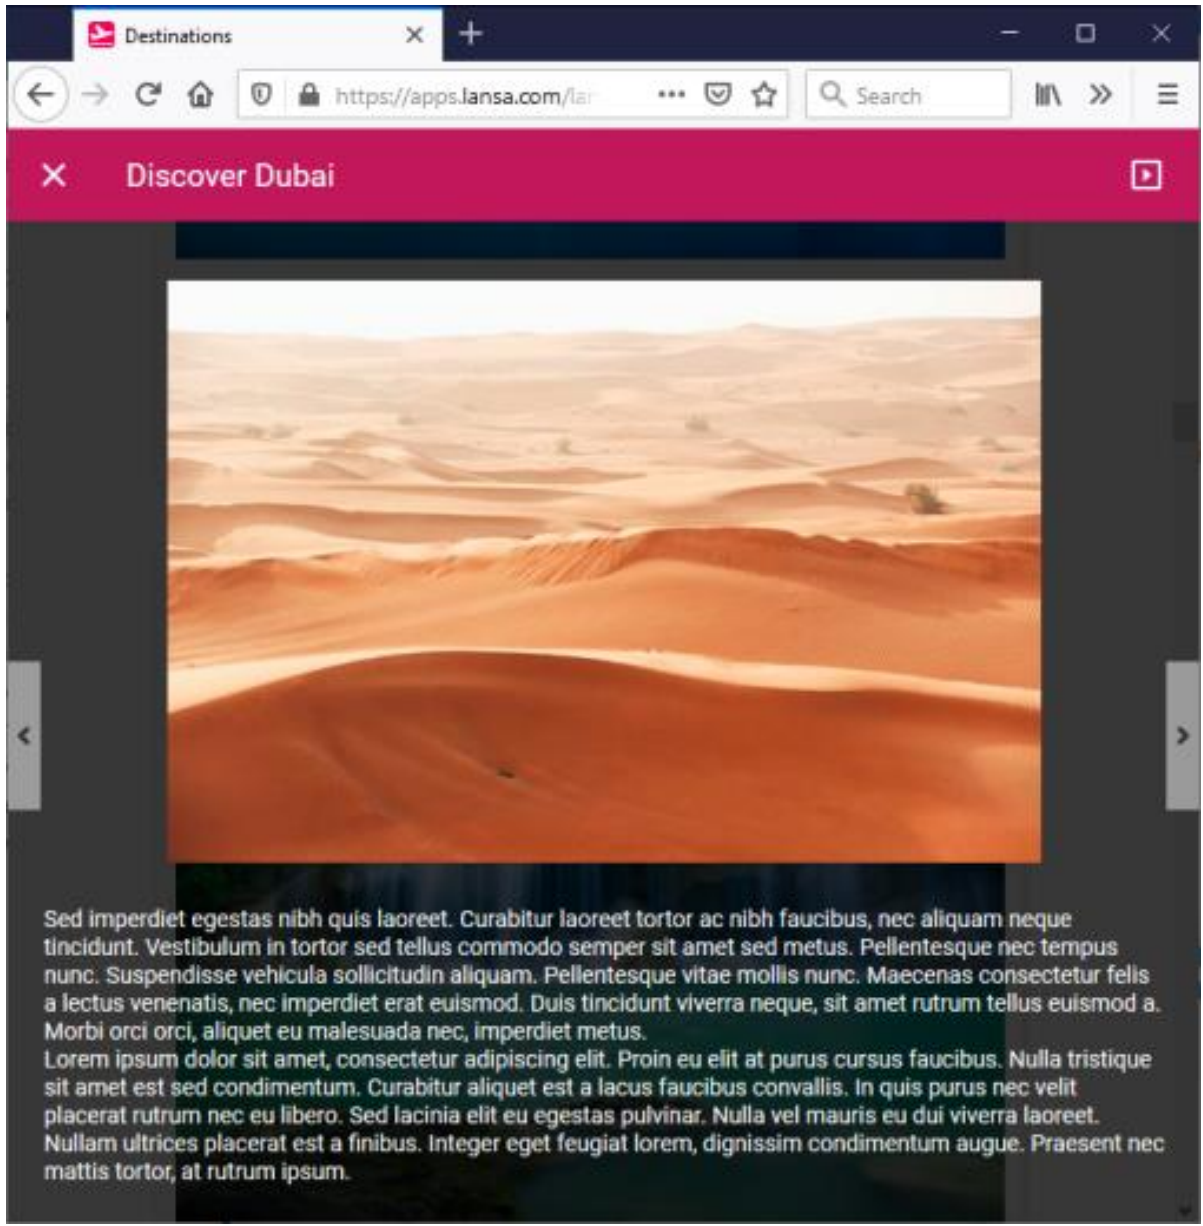 Destinations
https://apps.lansa.com/lar
Search
Discover Dubai
Sed imperdiet egestas nibh quis laoreet. Curabitur laoreet tortor ac nibh faucibus, nec aliquam neque
tincidunt. Vestibulum in tortor sed tellus commodo semper sit amet sed metus. Pellentesque nec tempus
nunc. Suspendisse vehicula sollicitudin aliquam. Pellentesque vitae mollis nunc. Maecenas consectetur felis
a lectus venenatis, nec imperdiet erat euismod. Duis tincidunt viverra neque, sit amet rutrum tellus euismod a.
Morbi orci orci, aliquet eu malesuada nec, imperdiet metus.
Lorem ipsum dolor sit amet, consectetur adipiscing elit. Proin eu elit at purus cursus faucibus. Nulla tristique
sit amet est sed condimentum. Curabitur aliquet est a lacus faucibus convallis. In quis purus nec velit
placerat rutrum nec eu libero. Sed lacinia elit eu egestas pulvinar. Nulla vel mauris eu dui viverra laoreet.
Nullam ultrices placerat est a finibus. Integer eget feugiat lorem, dignissim condimentum augue. Praesent nec
mattis tortor, at rutrum ipsum.